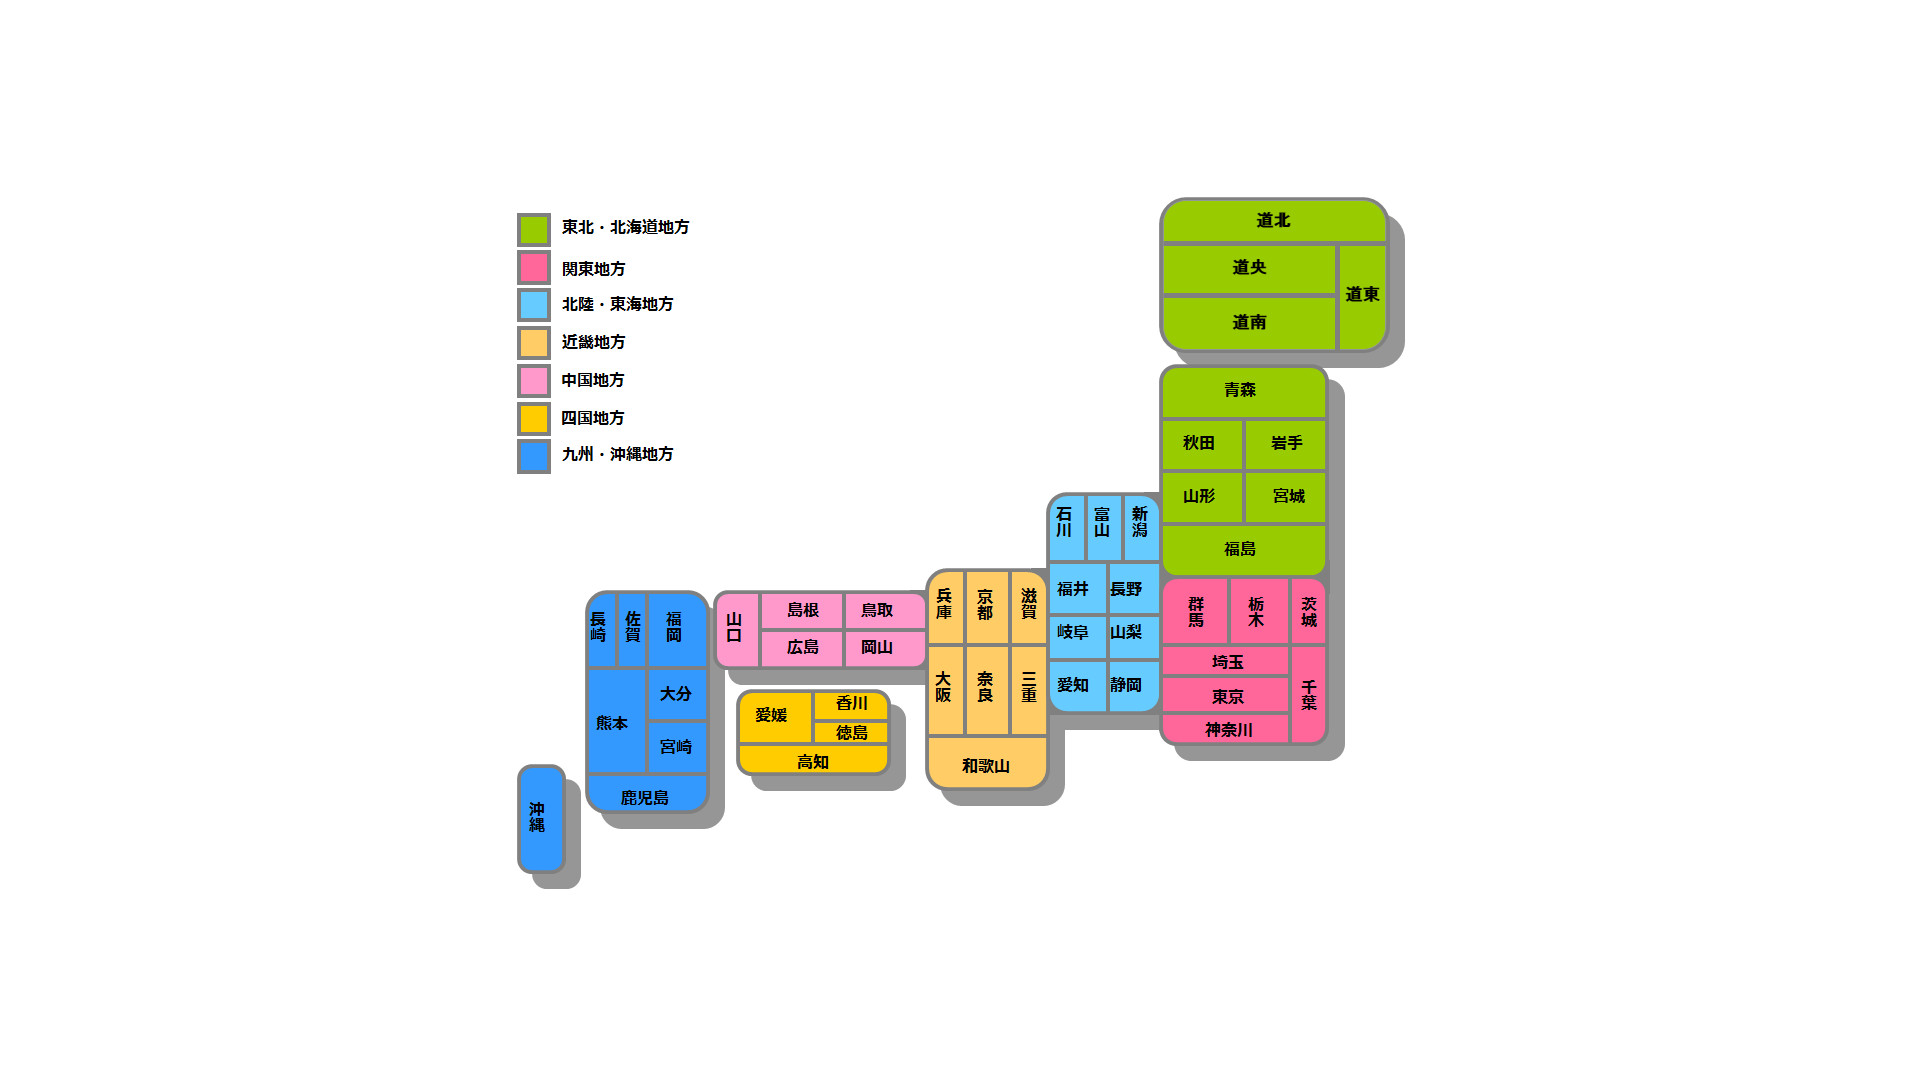 東北・北海道地方
関東地方
北陸・東海地方
近畿地方
中国地方
四国地方
九州・沖縄地方
道北
道央
道東
道南
青森
秋田
岩手
山形
宮城
福島
石川
富山
新潟
福井
長野
岐阜
山梨
愛知
静岡
群馬
栃木
茨城
埼玉
千葉
東京
神奈川
兵庫
京都
滋賀
大阪
奈良
三重
和歌山
山口
島根
鳥取
広島
岡山
愛媛
香川
徳島
高知
長崎
佐賀
福岡
熊本
大分
宮崎
鹿児島
沖縄